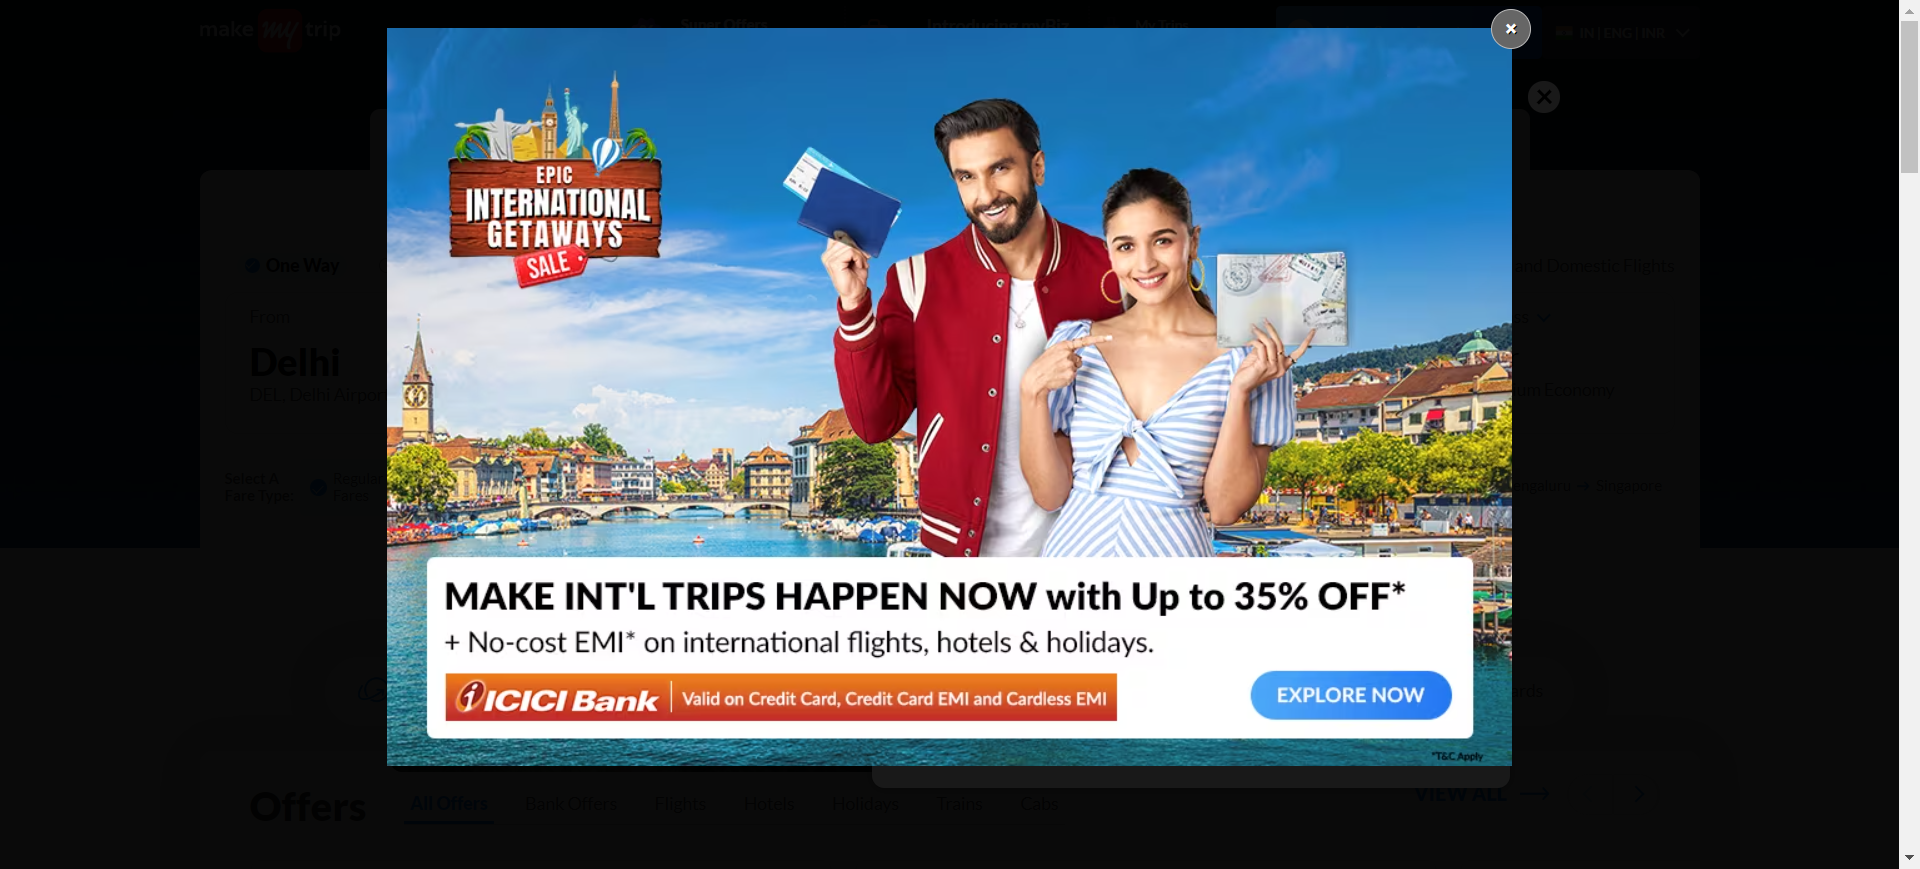 make my trip
Super Offers
Introducing myBiz
My Trips
IN | ENG | INR
EPIC
INTERNATIONAL
GETAWAYS
SALE
One Way
and Domestic Flights
From
Delhi
DEL, Delhi Airpor
um Economy
Select A
Fare Type:
Regular
Fares
Singapore
MAKE INT'L TRIPS HAPPEN NOW with Up to 35% OFF*
+ No-cost EMI* on international flights, hotels & holidays.
ICICI Bank
Valid on Credit Card, Credit Card EMI and Cardless EMI
EXPLORE NOW
*T&C Apply
Offers
All Offers
Bank Offers
Flights
Hotels
Holidays
Trains
Cabs
VIEW ALL